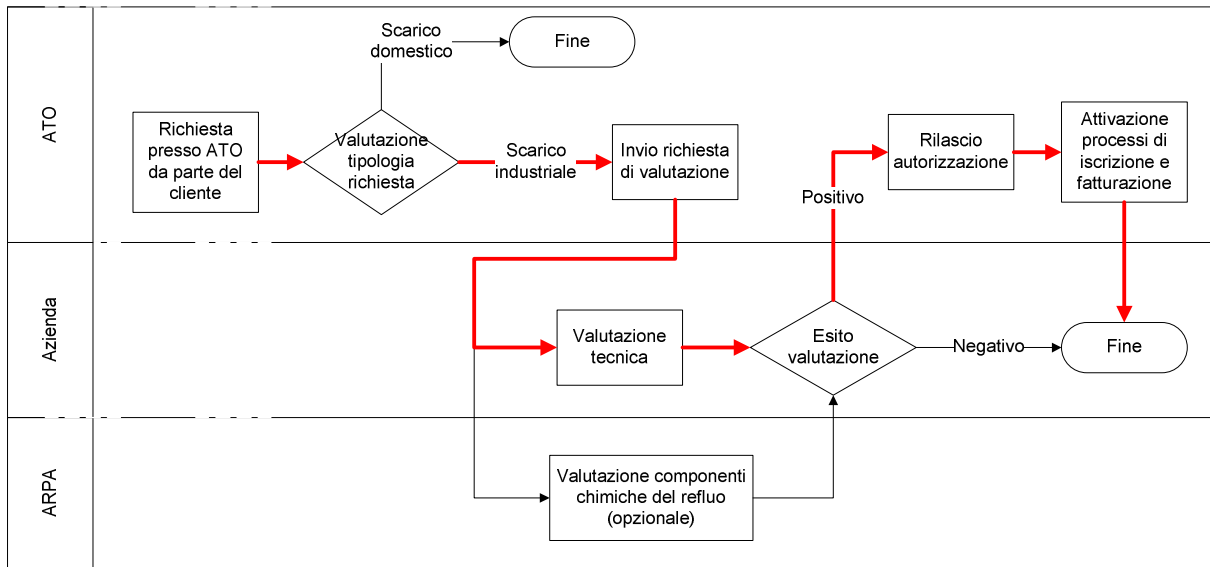 ATO
Scarico
domestico
Fine
Richiesta
presso ATO
da parte del
cliente
Valutazione
tipologia
richiesta
Scarico
industriale
Invio richiesta
di valutazione
Rilascio
autorizzazione
Attivazione
processi di
iscrizione e
fatturazione
Positivo
Azienda
Valutazione
tecnica
Esito
valutazione
Negativo
Fine
ARPA
Valutazione componenti
chimiche del refluo
(opzionale)